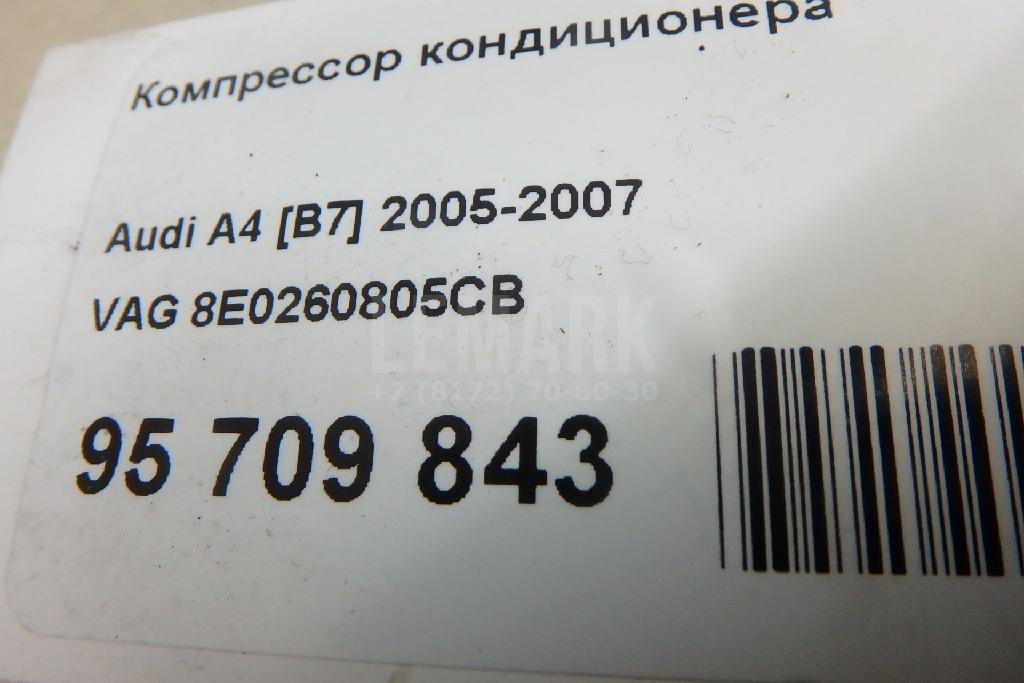 Компрессор кондиционера
Audi A4 [B7] 2005-2007
VAG 8E0260805CB
LEMARK
+7 (8172) 70-60-30
95 709 843